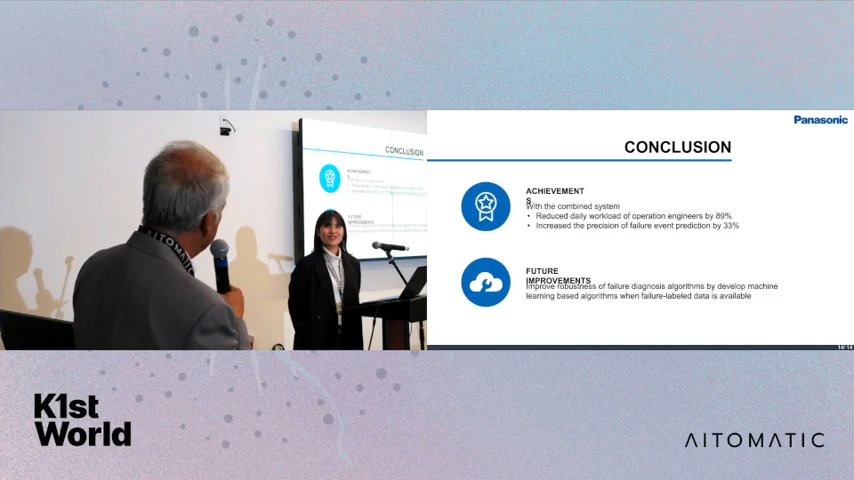 Panasonic
CONCLUSION
ACHIEVEMENT
S
With the combined system
• Reduced daily workload of operation engineers by 89%
• Increased the precision of failure event prediction by 33%
FUTURE
IMPROVEMENTS
Improve robustness of failure diagnosis algorithms by develop machine
learning based algorithms when failure-labeled data is available
14/ 14
CONCLUSION
ACHIEVEMENT
S
FUTURE
IMPROVEMENTS
AITOMATIC
K1st
World
AITOMATIC